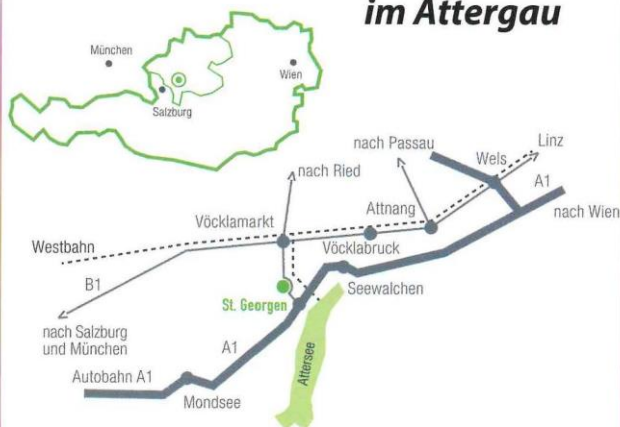 im Attergau
München
Wien
Salzburg
nach Passau
Linz
Wels
nach Ried
A1
Attnang
nach Wien
Vöcklamarkt
Westbahn
Vöcklabruck
B1
Seewalchen
St. Georgen
nach Salzburg
und München
A1
Attersee
Autobahn A1
Mondsee